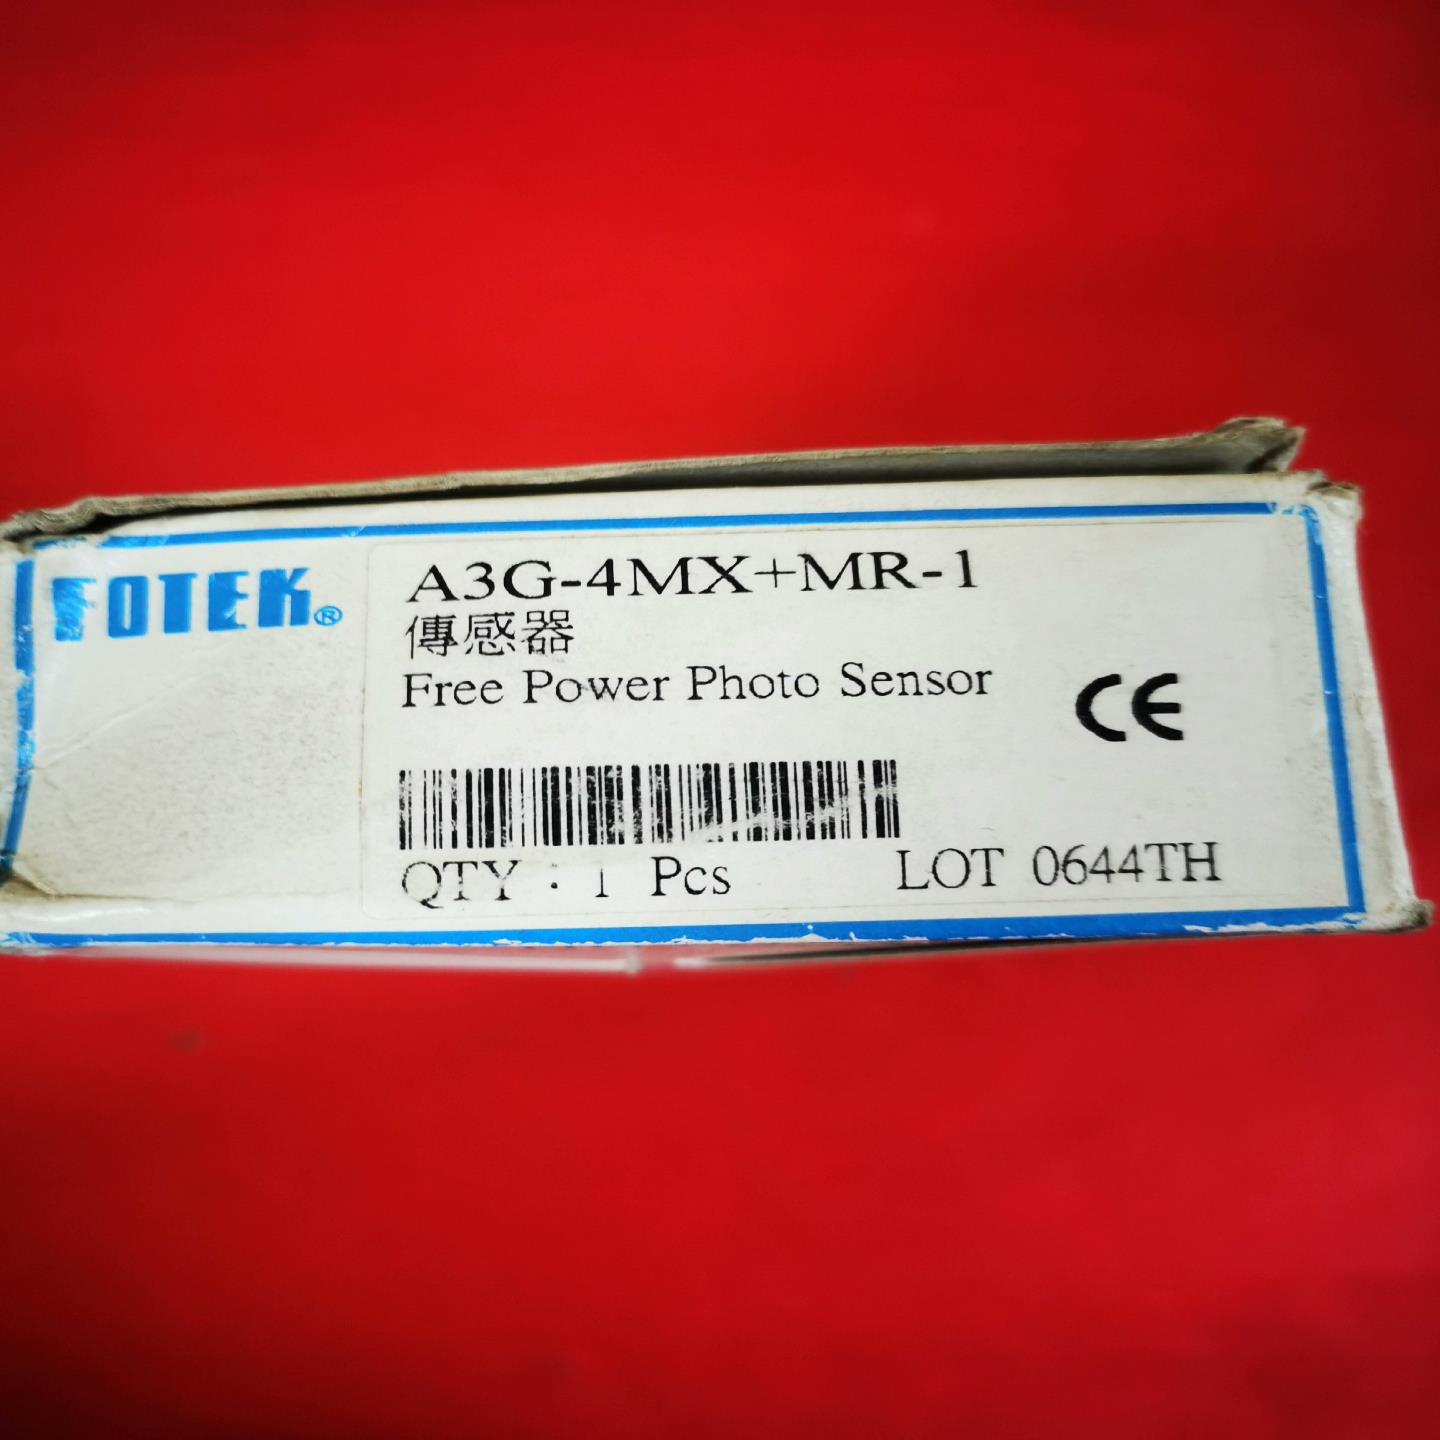 FOTEK®
A3G-4MX+MR-1
傳感器
Free Power Photo Sensor
CE
QTY : 1 Pcs
LOT 0644TH